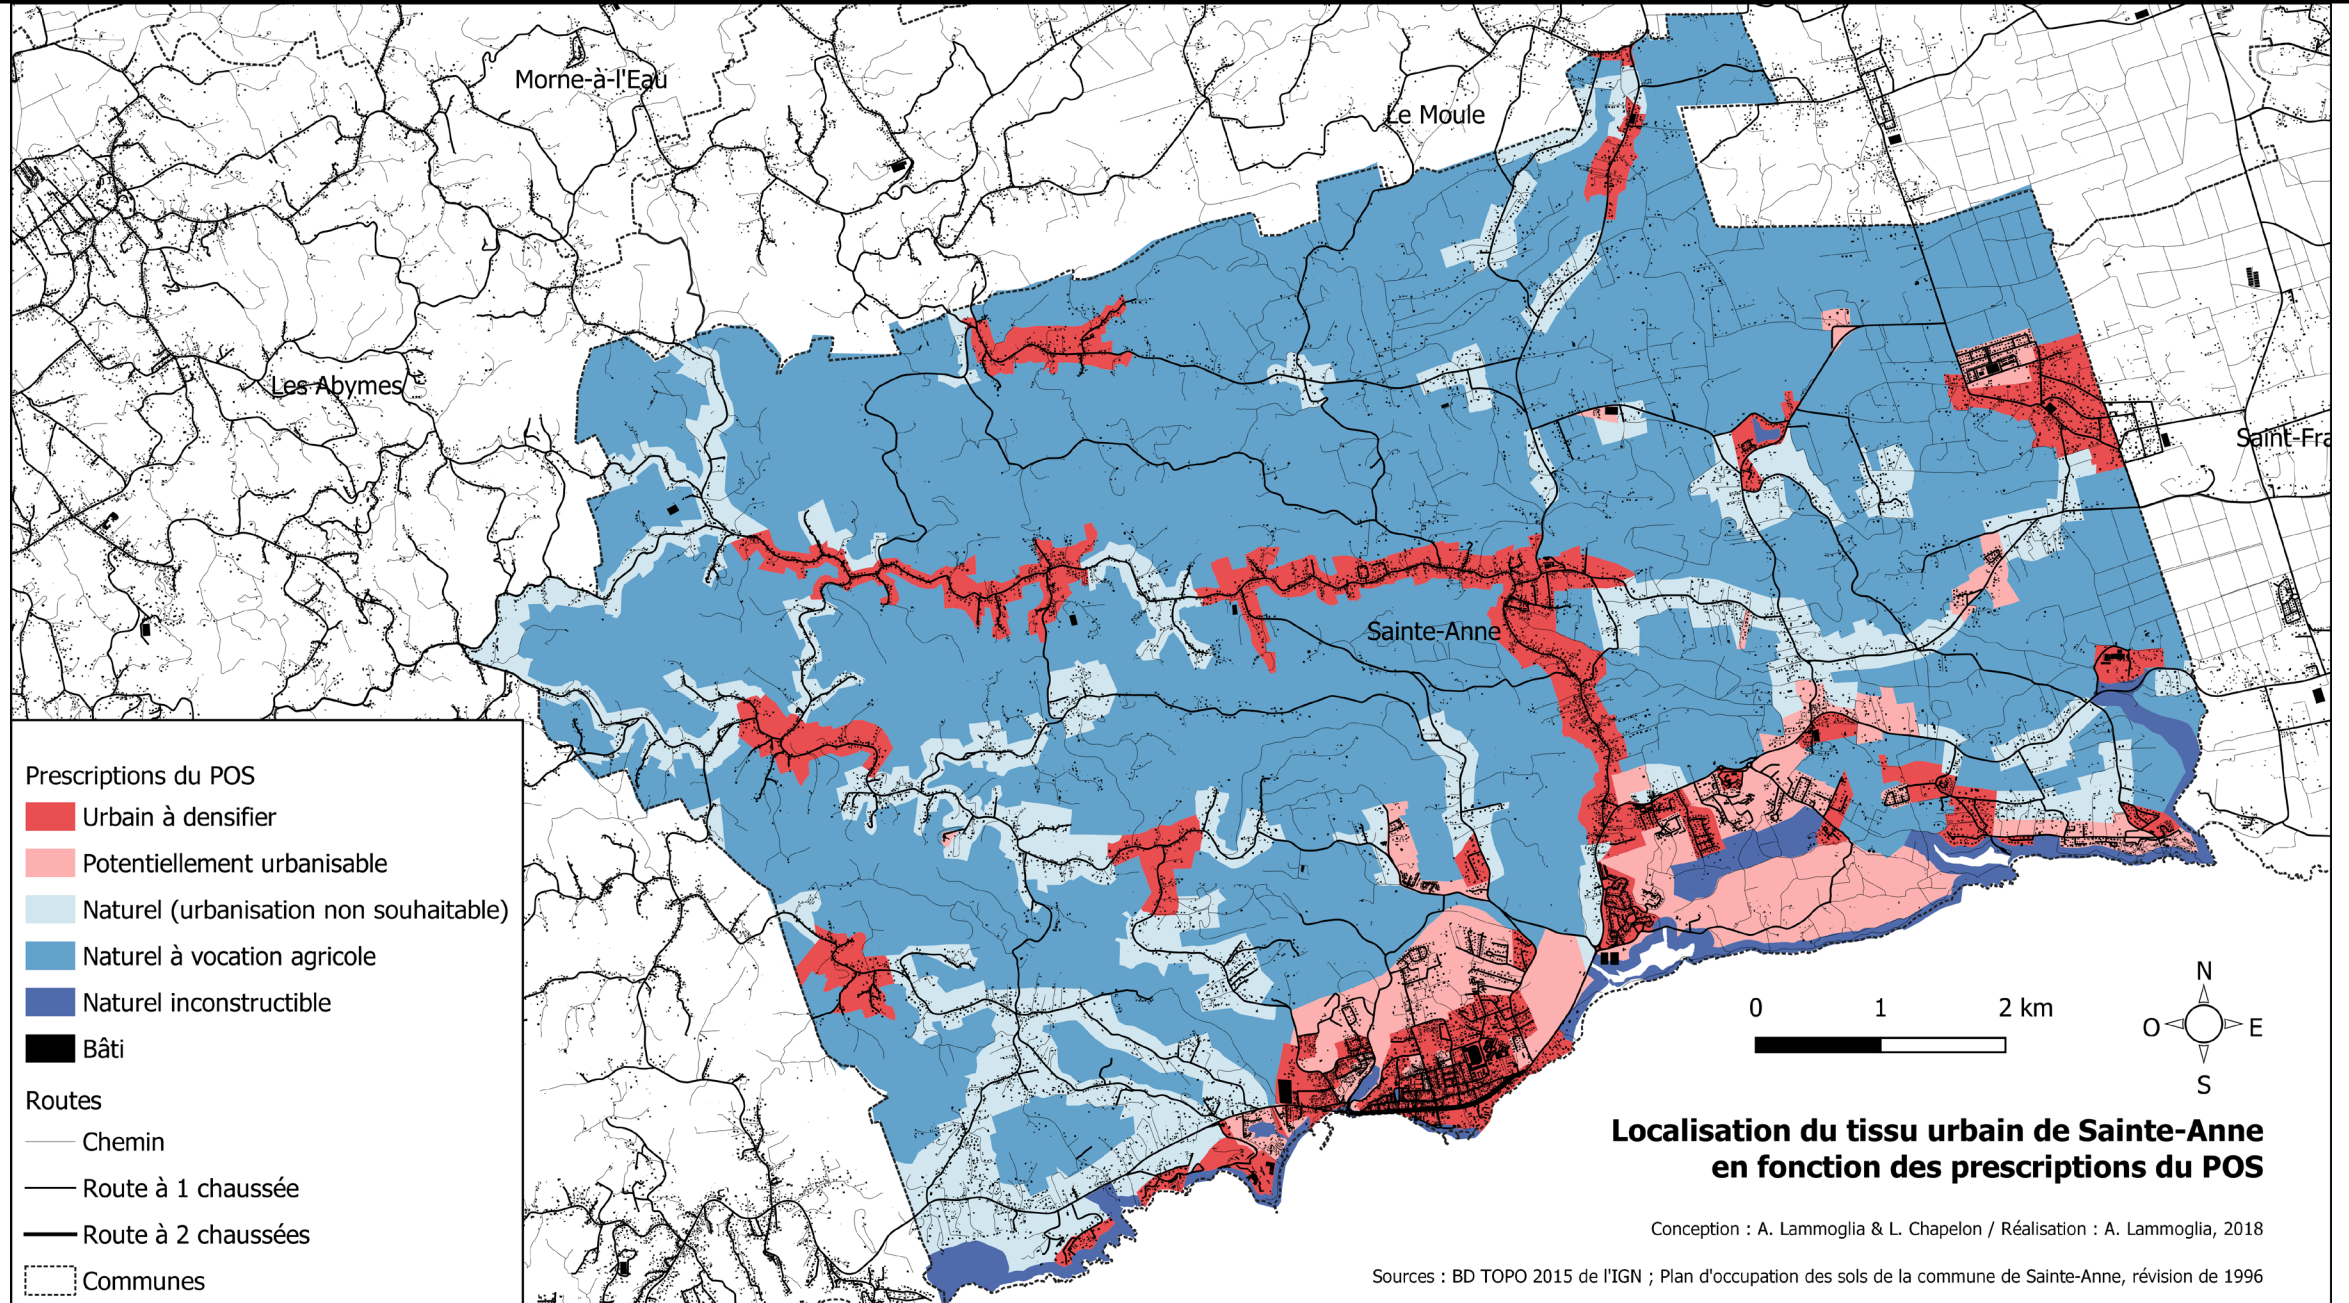 Morne-à-l'Eau
Le Moule
Les Abymes
Saint-Fra
Sainte-Anne
Prescriptions du POS
Urbain à densifier
Potentiellement urbanisable
Naturel (urbanisation non souhaitable)
Naturel à vocation agricole
Naturel inconstructible
Bâti
Routes
Chemin
Route à 1 chaussée
Route à 2 chaussées
Communes
0 1 2 km
N
O E
S
Localisation du tissu urbain de Sainte-Anne
en fonction des prescriptions du POS
Conception : A. Lammoglia & L. Chapelon / Réalisation : A. Lammoglia, 2018
Sources : BD TOPO 2015 de l'IGN ; Plan d'occupation des sols de la commune de Sainte-Anne, révision de 1996